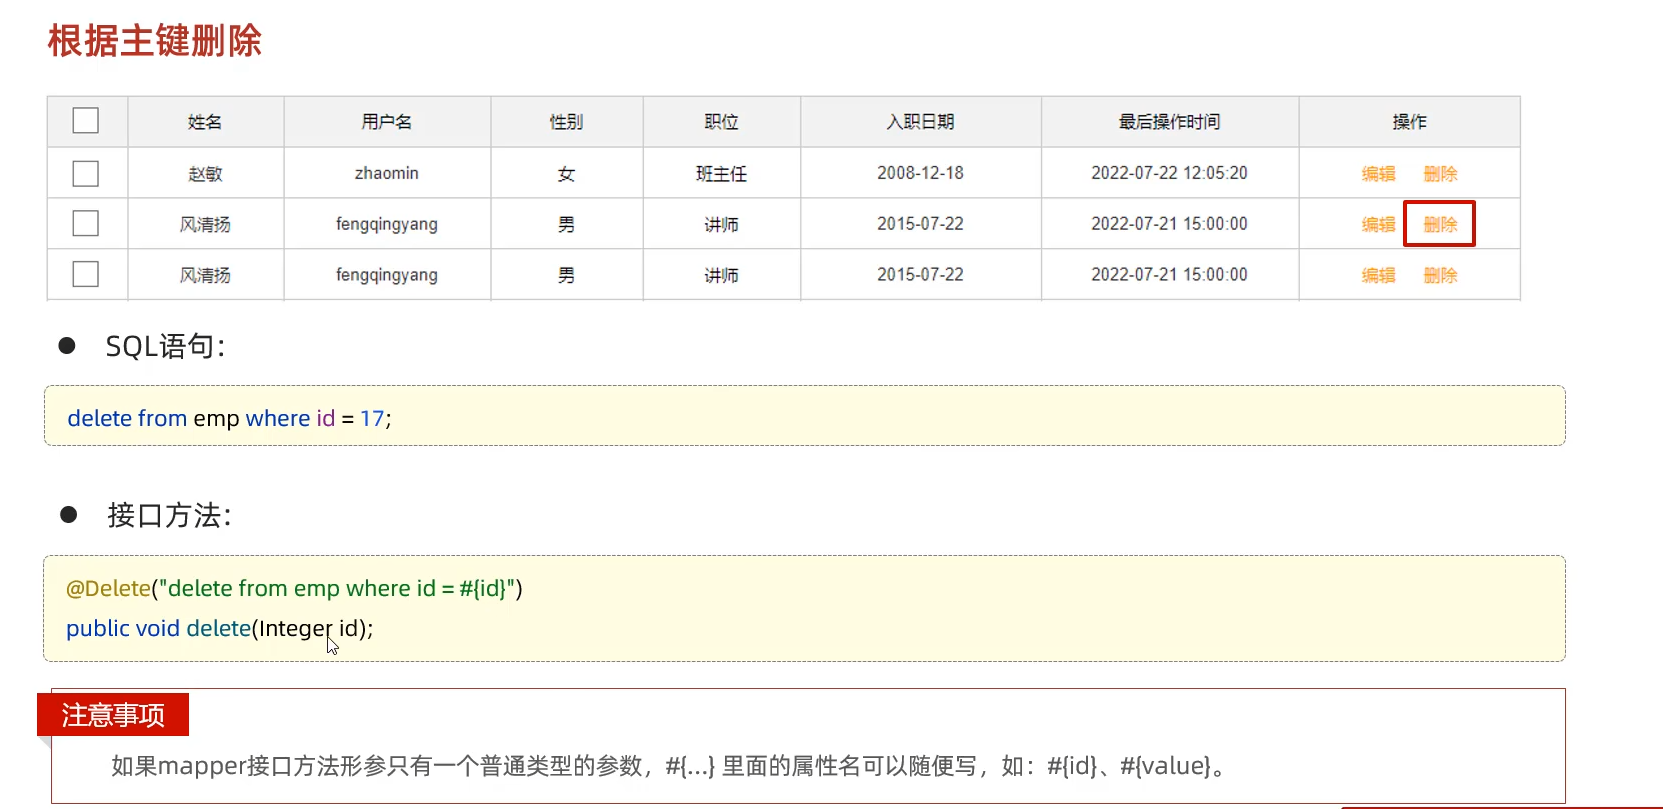 根据主键删除
姓名 用户名 性别 职位 入职日期 最后操作时间 操作
赵敏 zhaomin 女 班主任 2008-12-18 2022-07-22 12:05:20 编辑 删除
风清扬 fengqingyang 男 讲师 2015-07-22 2022-07-21 15:00:00 编辑 删除
风清扬 fengqingyang 男 讲师 2015-07-22 2022-07-21 15:00:00 编辑 删除
● SQL语句：
delete from emp where id = 17;
● 接口方法：
@Delete("delete from emp where id = #{id}")
public void delete(Integer id);
注意事项
如果mapper接口方法形参只有一个普通类型的参数，#{…} 里面的属性名可以随便写，如：#{id}、#{value}。